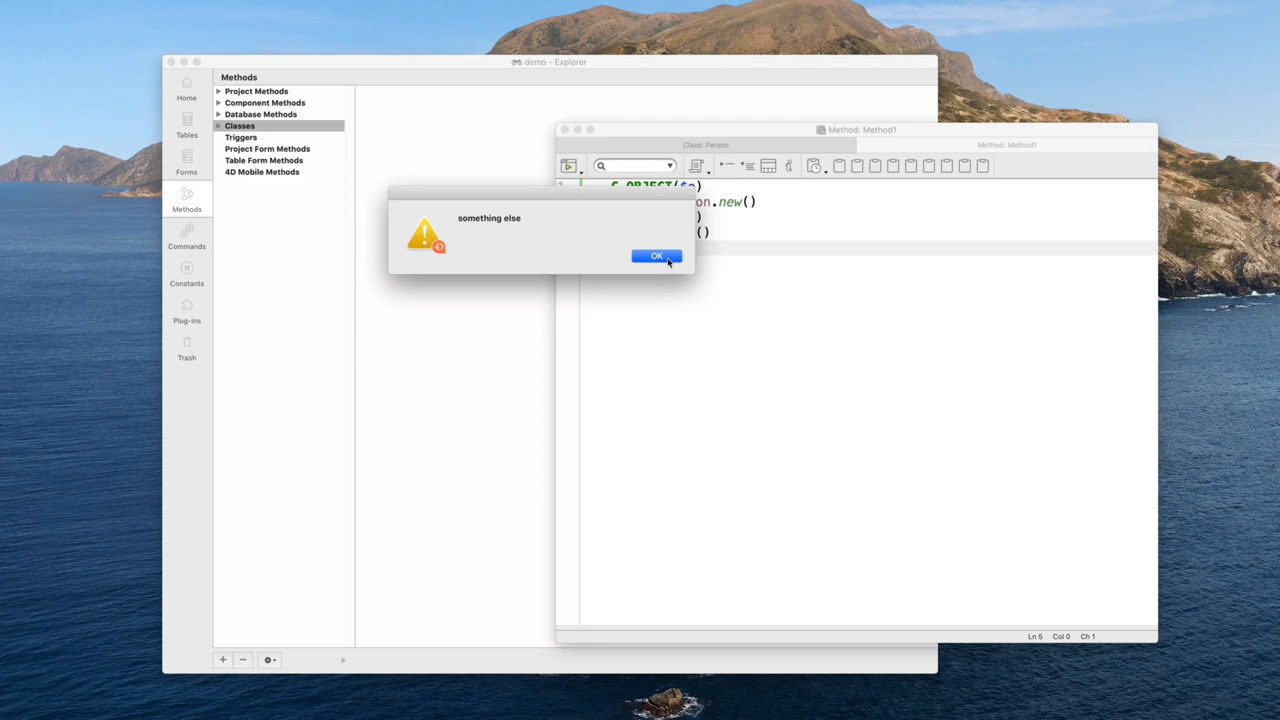 demo - Explorer
Home
Tables
Forms
Methods
Commands
Constants
Plug-ins
Trash
Methods
Project Methods
Component Methods
Database Methods
Classes
Triggers
Project Form Methods
Table Form Methods
4D Mobile Methods
Method: Method1
Class: Person
Method: Method1
1 C_OBJECT($o)
on.new()
)
()
something else
OK
Ln 5 Col 0 Ch 1